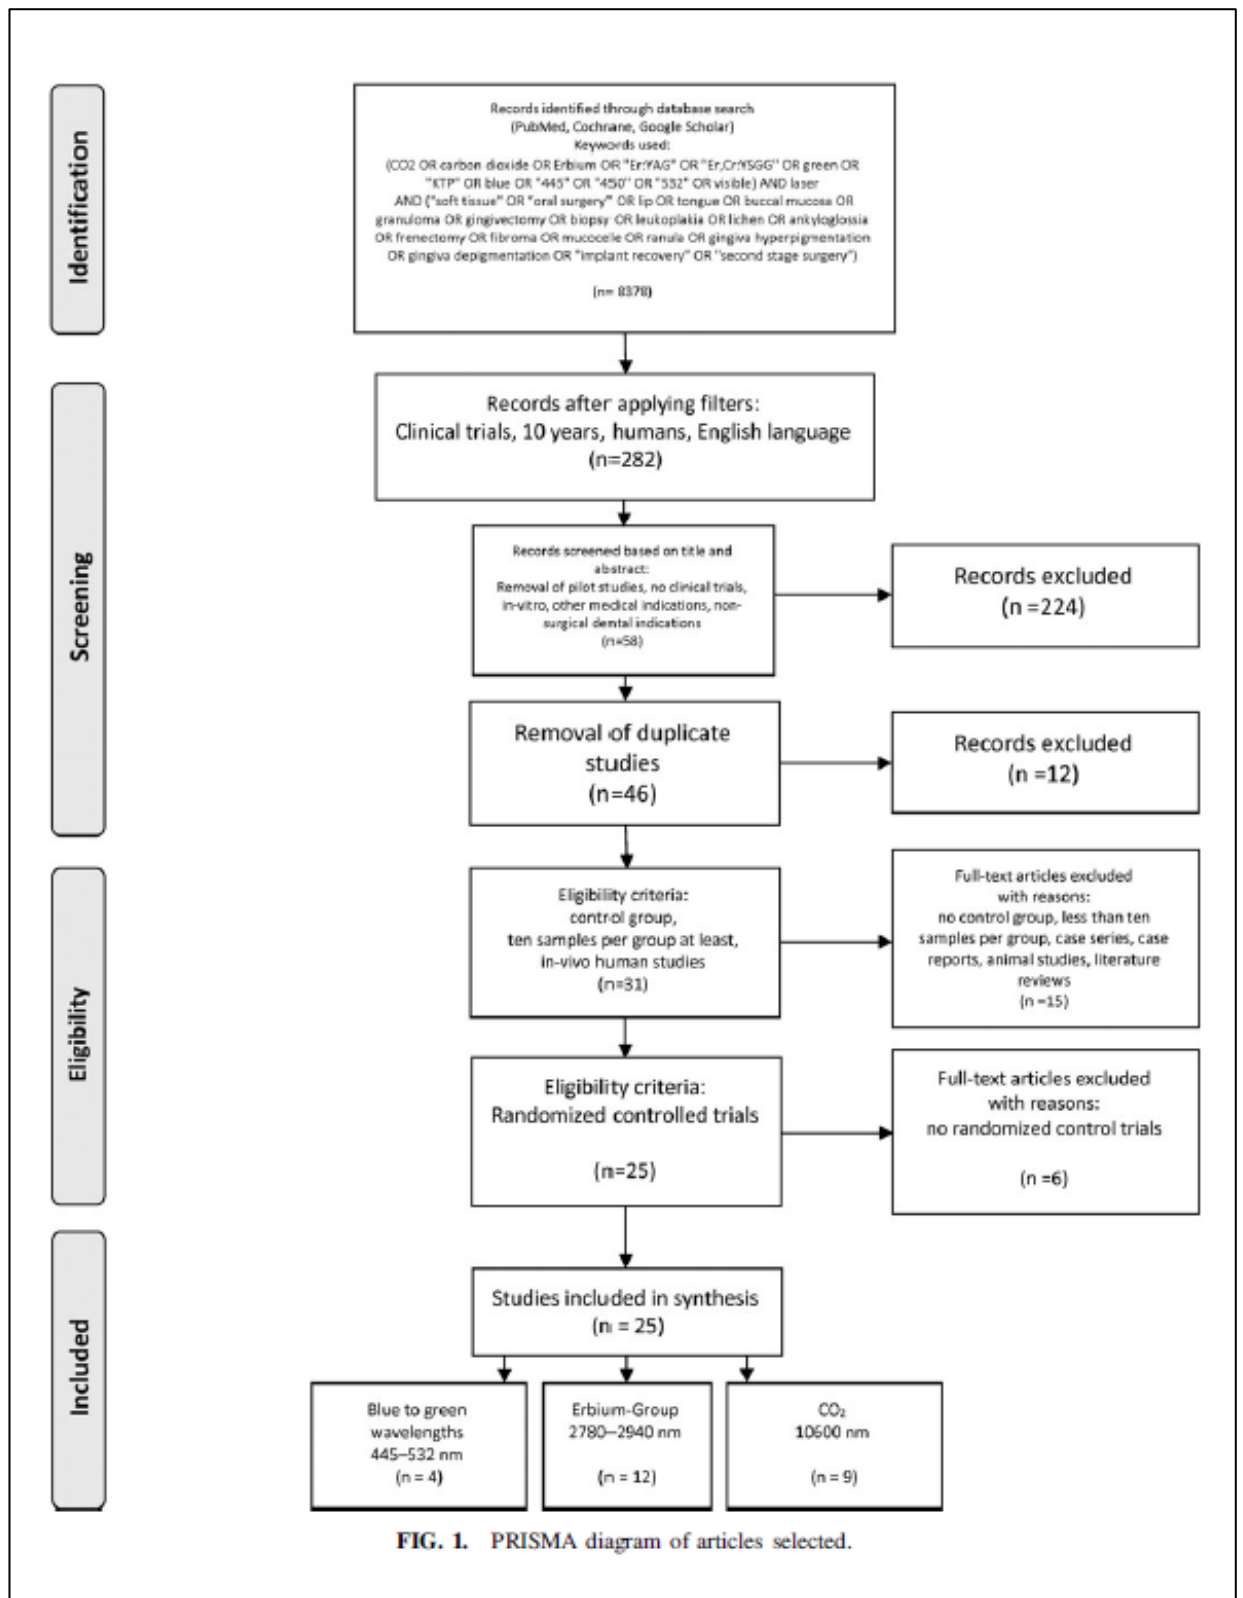 Identification
Records identified through database search
(PubMed, Cochrane, Google Scholar)
Keywords used:
(CO2 OR carbon dioxide OR Erbium OR "Er:YAG" OR "Er,Cr:YSGG" OR green OR
"KTP" OR blue OR "445" OR "450" OR "532" OR visible) AND laser
AND ("soft tissue" OR "oral surgery" OR lip OR tongue OR buccal mucosa OR
granuloma OR gingivectomy OR biopsy OR leukoplakia OR lichen OR ankyloglossia
OR frenectomy OR fibroma OR mucocelle OR ranula OR gingiva hyperpigmentation
OR gingiva depigmentation OR "implant recovery" OR "second stage surgery")
(n= 8378)
Screening
Records after applying filters:
Clinical trials, 10 years, humans, English language
(n=282)
Records screened based on title and
abstract:
Removal of pilot studies, no clinical trials,
in-vitro, other medical indications, non-
surgical dental indications
(n=58)
Records excluded
(n =224)
Removal of duplicate
studies
(n=46)
Records excluded
(n =12)
Eligibility
Eligibility criteria:
control group,
ten samples per group at least,
in-vivo human studies
(n=31)
Full-text articles excluded
with reasons:
no control group, less than ten
samples per group, case series, case
reports, animal studies, literature
reviews
(n =15)
Eligibility criteria:
Randomized controlled trials
(n=25)
Full-text articles excluded
with reasons:
no randomized control trials
(n =6)
Included
Studies included in synthesis
(n = 25)
Blue to green
wavelengths
445–532 nm
(n = 4)
Erbium-Group
2780–2940 nm
(n = 12)
CO₂
10600 nm
(n = 9)
FIG. 1. PRISMA diagram of articles selected.